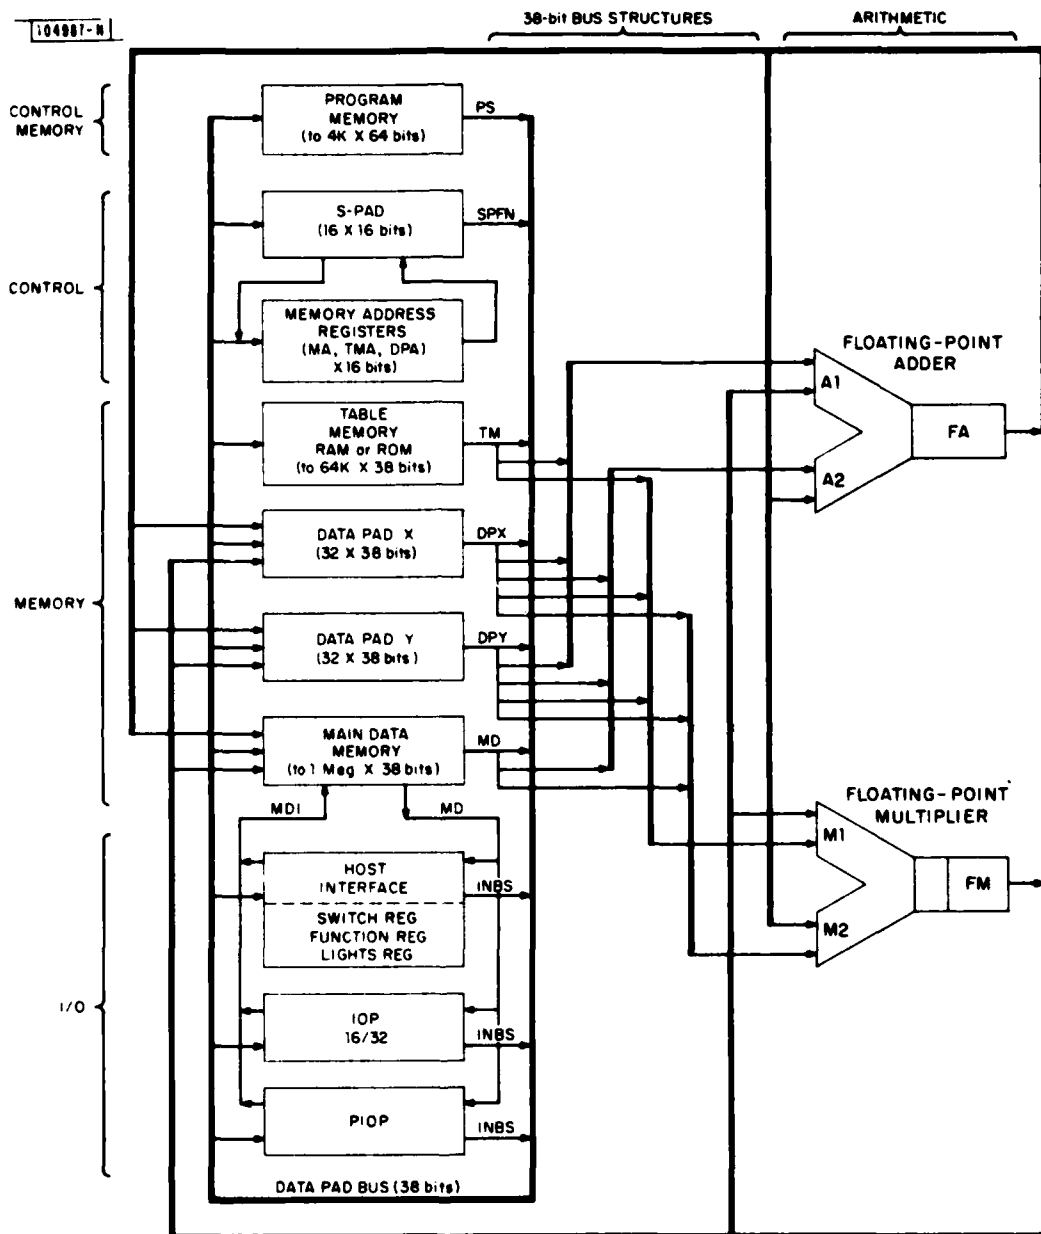 104987-N
38-bit BUS STRUCTURES
ARITHMETIC
CONTROL
MEMORY
PROGRAM
MEMORY
(to 4K X 64 bits)
PS
CONTROL
S-PAD
(16 X 16 bits)
SPFN
MEMORY ADDRESS
REGISTERS
(MA, TMA, DPA)
X 16 bits)
MEMORY
TABLE
MEMORY
RAM or ROM
(to 64K X 38 bits)
TM
DATA PAD X
(32 X 38 bits)
DPX
DATA PAD Y
(32 X 38 bits)
DPY
MAIN DATA
MEMORY
(to 1 Meg X 38 bits)
MD
MDI
MD
I/O
HOST
INTERFACE
INBS
SWITCH REG
FUNCTION REG
LIGHTS REG
IOP
16/32
INBS
PIOP
INBS
DATA PAD BUS (38 bits)
FLOATING-POINT
ADDER
A1
A2
FA
FLOATING-POINT
MULTIPLIER
M1
M2
FM